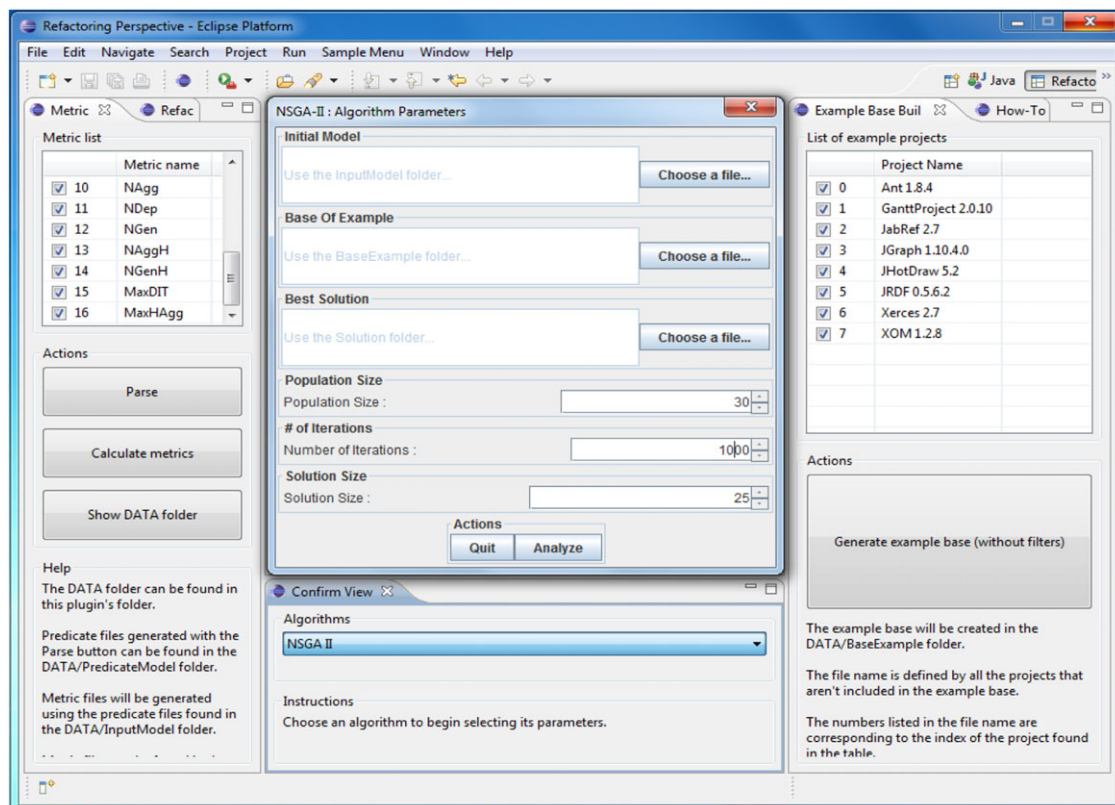 Refactoring Perspective - Eclipse Platform
File Edit Navigate Search Project Run Sample Menu Window Help
Java Refacto
Metric Refac
Metric list
Metric name
10 NAgg
11 NDep
12 NGen
13 NAggH
14 NGenH
15 MaxDIT
16 MaxHAgg
Actions
Parse
Calculate metrics
Show DATA folder
Help
The DATA folder can be found in
this plugin's folder.
Predicate files generated with the
Parse button can be found in the
DATA/PredicateModel folder.
Metric files will be generated
using the predicate files found in
the DATA/InputModel folder.
NSGA-II : Algorithm Parameters
Initial Model
Use the InputModel folder...
Choose a file...
Base Of Example
Use the BaseExample folder...
Choose a file...
Best Solution
Use the Solution folder...
Choose a file...
Population Size
Population Size : 30
# of Iterations
Number of Iterations : 1000
Solution Size
Solution Size : 25
Actions
Quit Analyze
Confirm View
Algorithms
NSGA II
Instructions
Choose an algorithm to begin selecting its parameters.
Example Base Buil How-To
List of example projects
Project Name
0 Ant 1.8.4
1 GanttProject 2.0.10
2 JabRef 2.7
3 JGraph 1.10.4.0
4 JHotDraw 5.2
5 JRDF 0.5.6.2
6 Xerces 2.7
7 XOM 1.2.8
Actions
Generate example base (without filters)
The example base will be created in the
DATA/BaseExample folder.
The file name is defined by all the projects that
aren't included in the example base.
The numbers listed in the file name are
corresponding to the index of the project found
in the table.